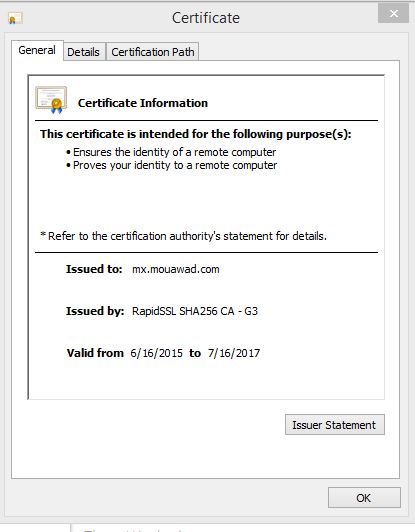 Certificate
General Details Certification Path
Certificate Information
This certificate is intended for the following purpose(s):
• Ensures the identity of a remote computer
• Proves your identity to a remote computer
* Refer to the certification authority's statement for details.
Issued to: mx.mouawad.com
Issued by: RapidSSL SHA256 CA - G3
Valid from 6/16/2015 to 7/16/2017
Issuer Statement
OK